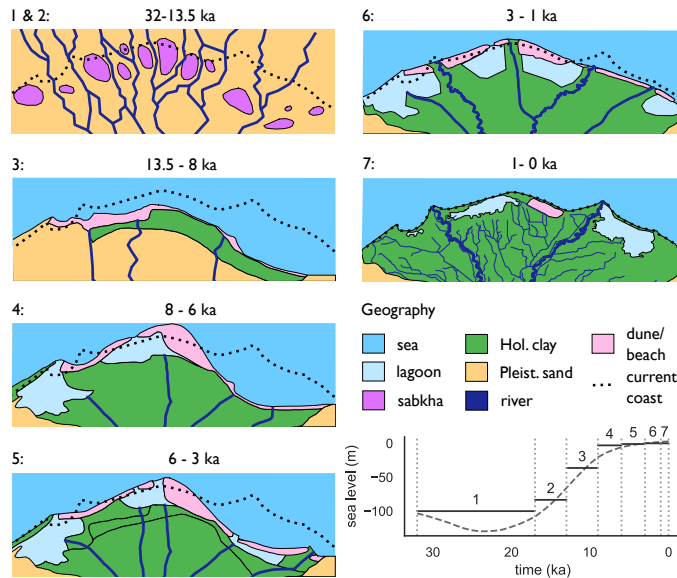 1 & 2: 32-13.5 ka
3: 13.5 - 8 ka
4: 8 - 6 ka
5: 6 - 3 ka
6: 3 - 1 ka
7: 1- 0 ka
Geography
sea
lagoon
sabkha
Hol. clay
Pleist. sand
river
dune/
beach
current
coast
sea level (m)
0
−50
−100
1
2
3
4
5
6
7
30
20
10
0
time (ka)